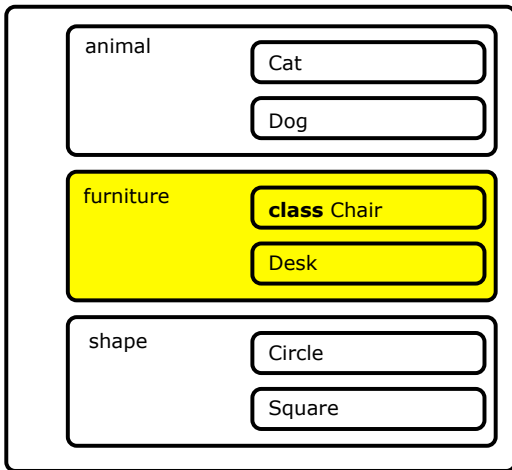 animal
Cat
Dog
furniture
class Chair
Desk
shape
Circle
Square